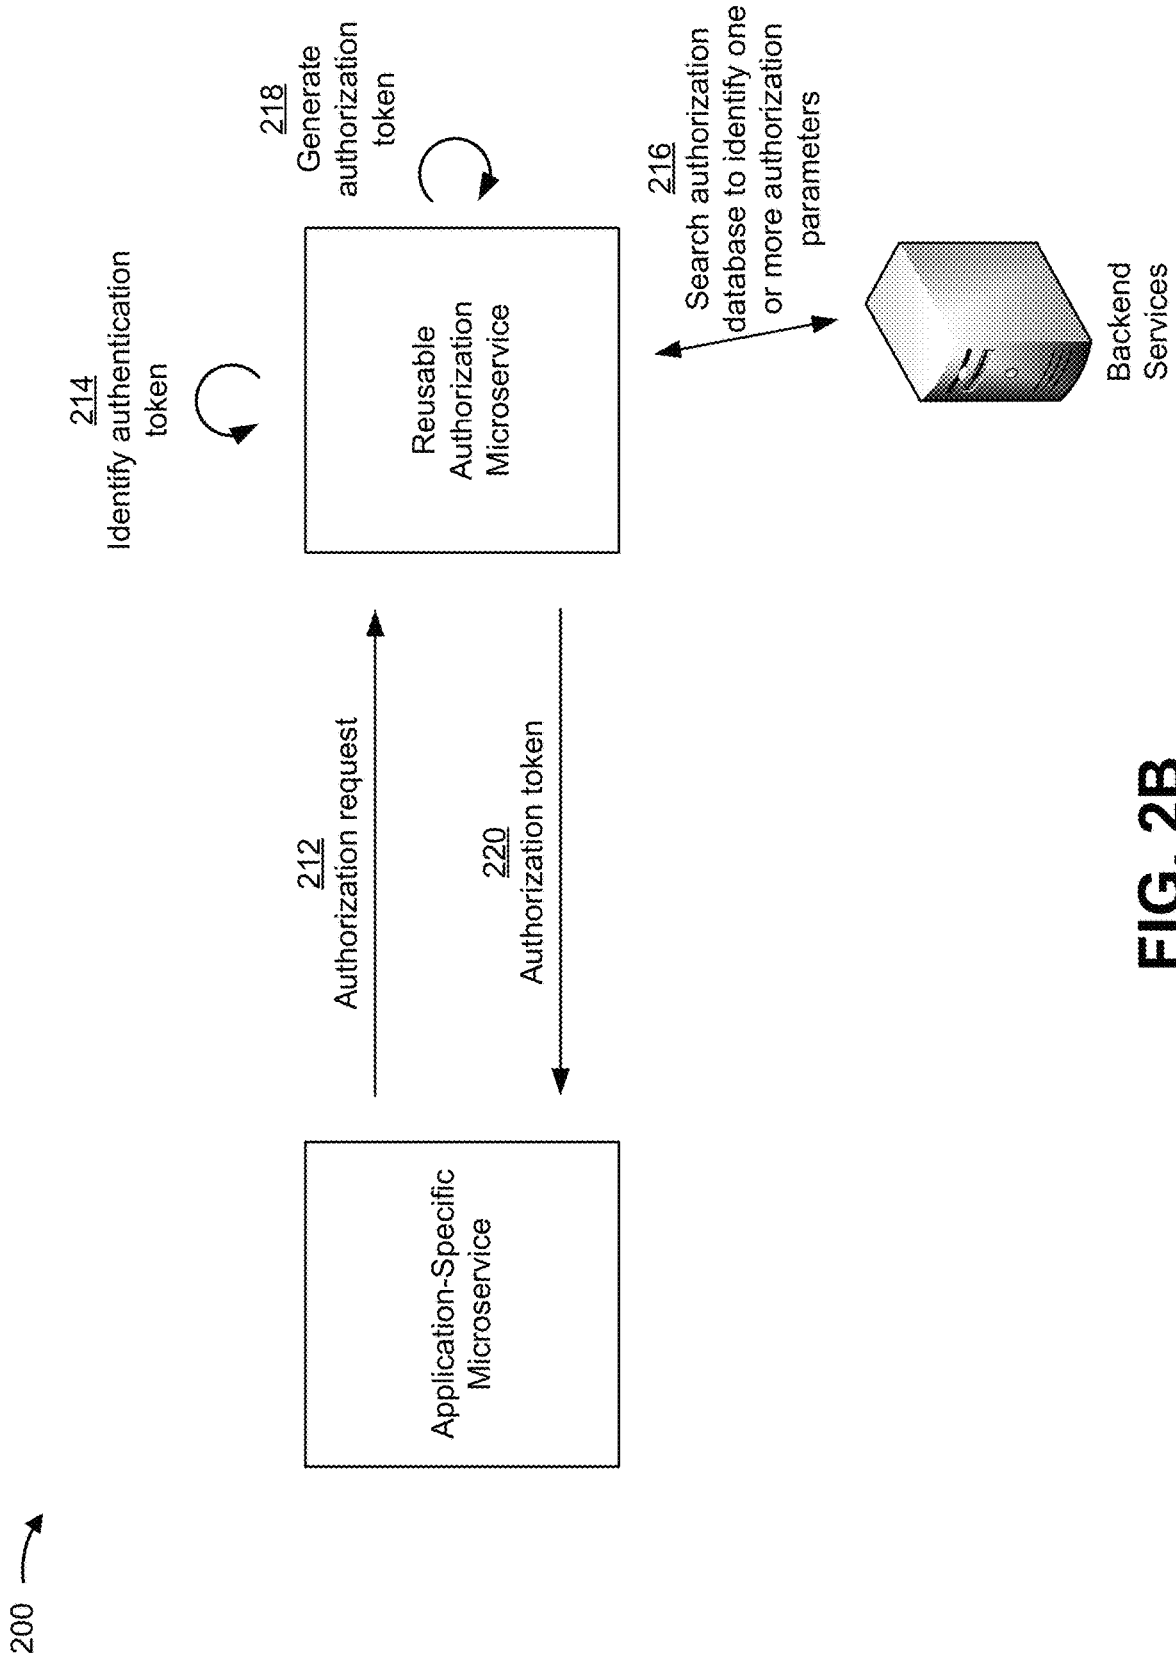 200
212
Authorization request
214
Identify authentication
token
218
Generate
authorization
token
Application-Specific
Microservice
220
Authorization token
Reusable
Authorization
Microservice
216
Search authorization
database to identify one
or more authorization
parameters
Backend
Services
FIG. 2B